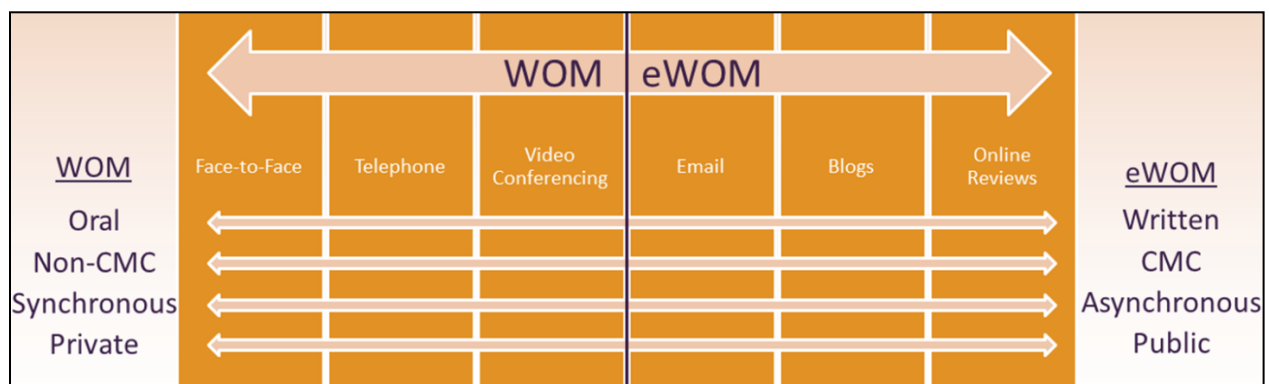 WOM eWOM
WOM
Oral
Non-CMC
Synchronous
Private
Face-to-Face
Telephone
Video
Conferencing
Email
Blogs
Online
Reviews
eWOM
Written
CMC
Asynchronous
Public